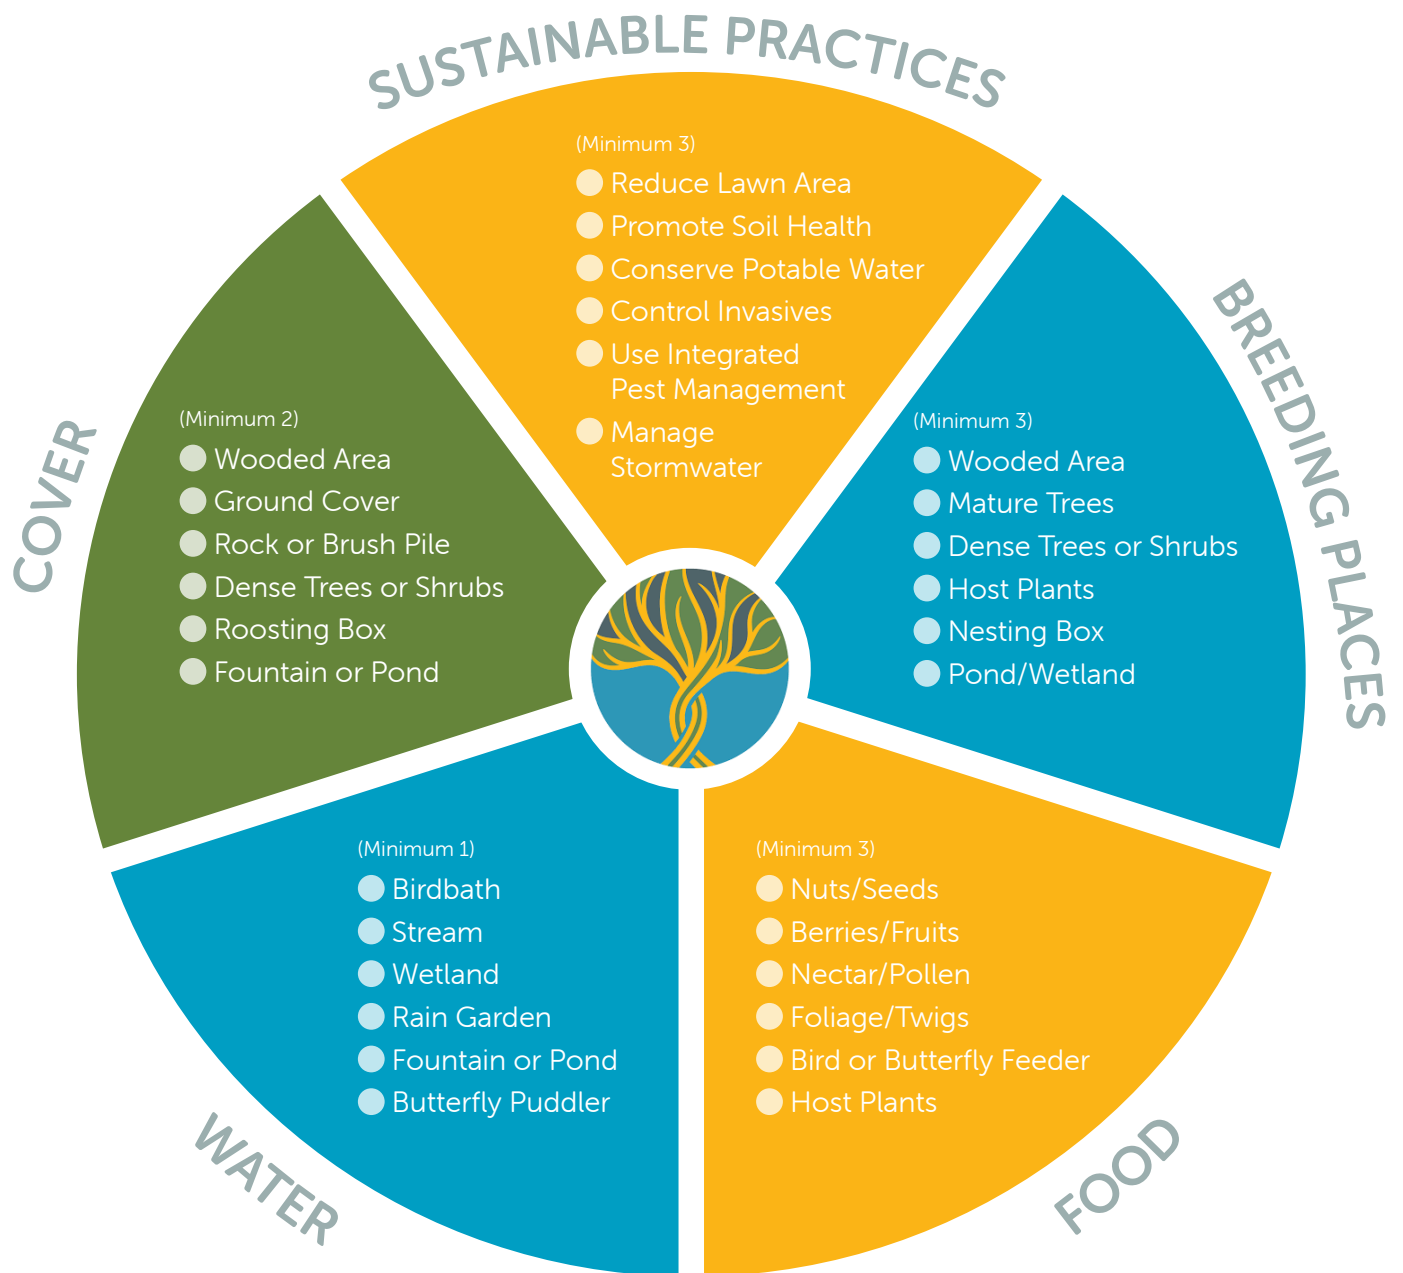 SUSTAINABLE PRACTICES
(Minimum 3)
Reduce Lawn Area
Promote Soil Health
Conserve Potable Water
Control Invasives
Use Integrated
Pest Management
Manage
Stormwater
BREEDING PLACES
(Minimum 3)
Wooded Area
Mature Trees
Dense Trees or Shrubs
Host Plants
Nesting Box
Pond/Wetland
FOOD
(Minimum 3)
Nuts/Seeds
Berries/Fruits
Nectar/Pollen
Foliage/Twigs
Bird or Butterfly Feeder
Host Plants
WATER
(Minimum 1)
Birdbath
Stream
Wetland
Rain Garden
Fountain or Pond
Butterfly Puddler
COVER
(Minimum 2)
Wooded Area
Ground Cover
Rock or Brush Pile
Dense Trees or Shrubs
Roosting Box
Fountain or Pond